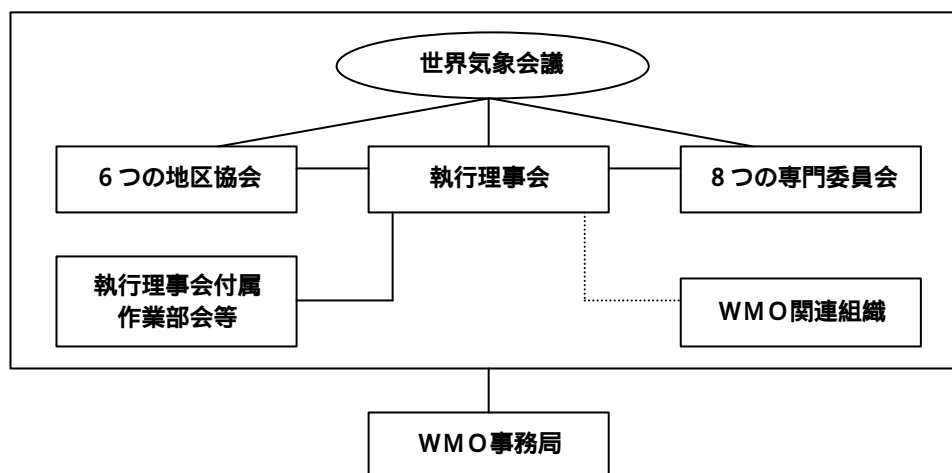 世界気象会議
６つの地区協会
執行理事会
８つの専門委員会
執行理事会付属
作業部会等
ＷＭＯ関連組織
ＷＭＯ事務局